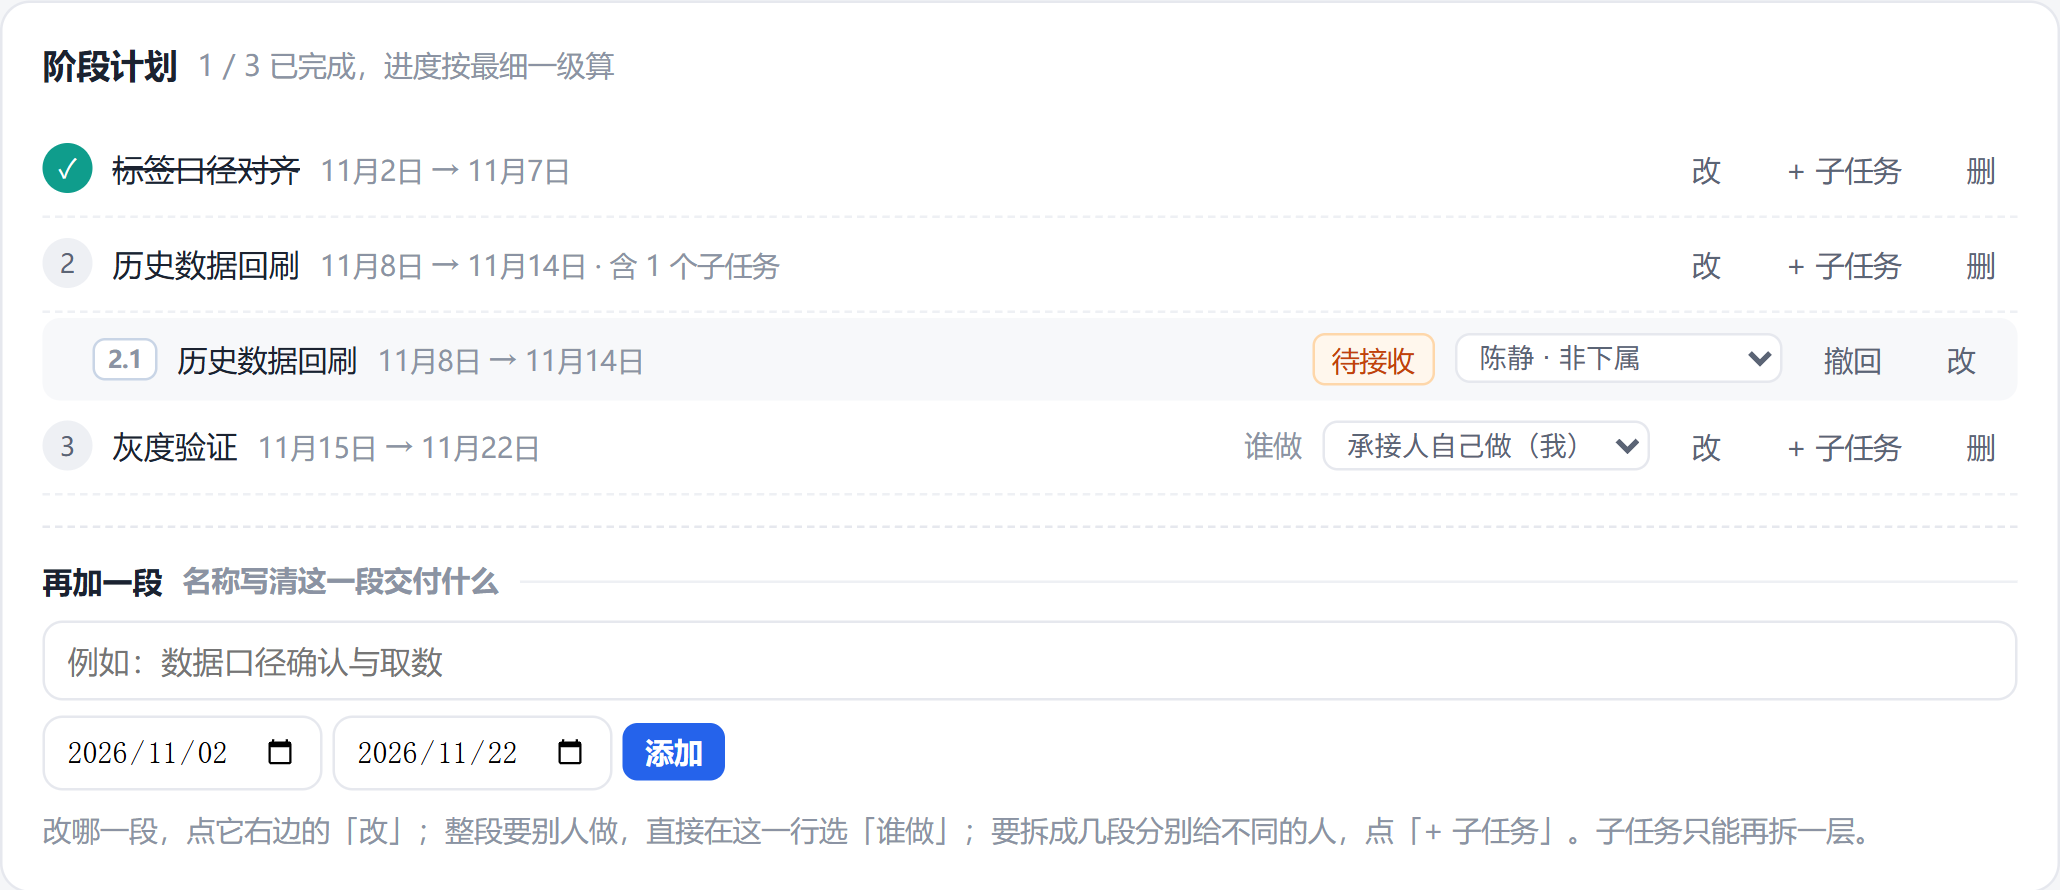 阶段计划 1 / 3 已完成，进度按最细一级算
✓ 标签口径对齐 11月2日 → 11月7日 改 + 子任务 删
2 历史数据回刷 11月8日 → 11月14日 · 含 1 个子任务 改 + 子任务 删
2.1 历史数据回刷 11月8日 → 11月14日 待接收 陈静 · 非下属 撤回 改
3 灰度验证 11月15日 → 11月22日 谁做 承接人自己做（我） 改 + 子任务 删
再加一段 名称写清这一段交付什么
例如：数据口径确认与取数
2026/11/02 2026/11/22 添加
改哪一段，点它右边的「改」；整段要别人做，直接在这一行选「谁做」；要拆成几段分别给不同的人，点「+ 子任务」。子任务只能再拆一层。